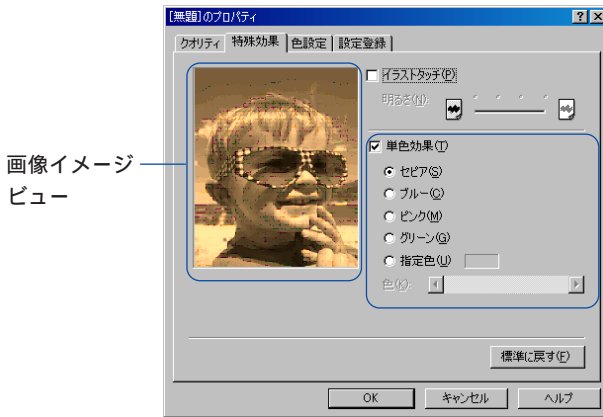 [無題]のプロパティ
クオリティ 特殊効果 色設定 設定登録
イラストタッチ(P)
明るさ(N):
画像イメージ
ビュー
単色効果(T)
セピア(S)
ブルー(C)
ピンク(M)
グリーン(G)
指定色(U)
色(K):
標準に戻す(F)
OK キャンセル ヘルプ